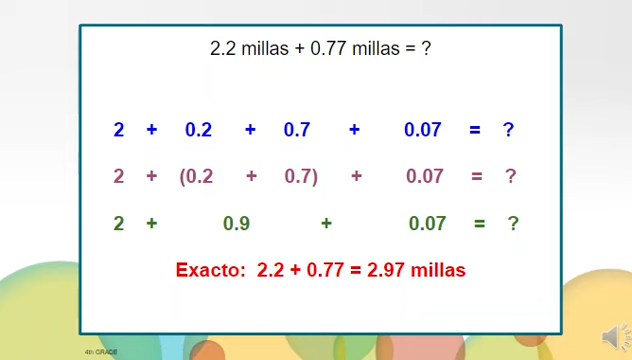 2.2 millas + 0.77 millas = ?
2 + 0.2 + 0.7 + 0.07 = ?
2 + (0.2 + 0.7) + 0.07 = ?
2 + 0.9 + 0.07 = ?
Exacto: 2.2 + 0.77 = 2.97 millas
4th GRADE